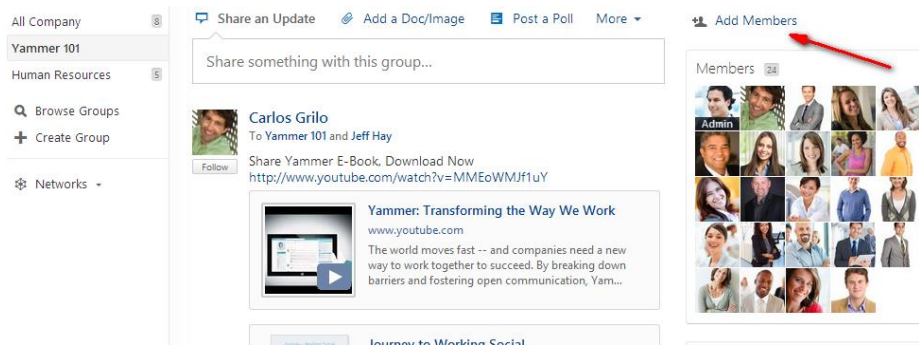 All Company 8
Yammer 101
Human Resources 5
Browse Groups
Create Group
Networks
Share an Update Add a Doc/Image Post a Poll More
Share something with this group...
Carlos Grilo
To Yammer 101 and Jeff Hay
Follow
Share Yammer E-Book, Download Now
http://www.youtube.com/watch?v=MMEoWMJf1uY
Yammer: Transforming the Way We Work
www.youtube.com
The world moves fast -- and companies need a new
way to work together to succeed. By breaking down
barriers and fostering open communication, Yam...
Journey to Working Social
Add Members
Members 24
Admin